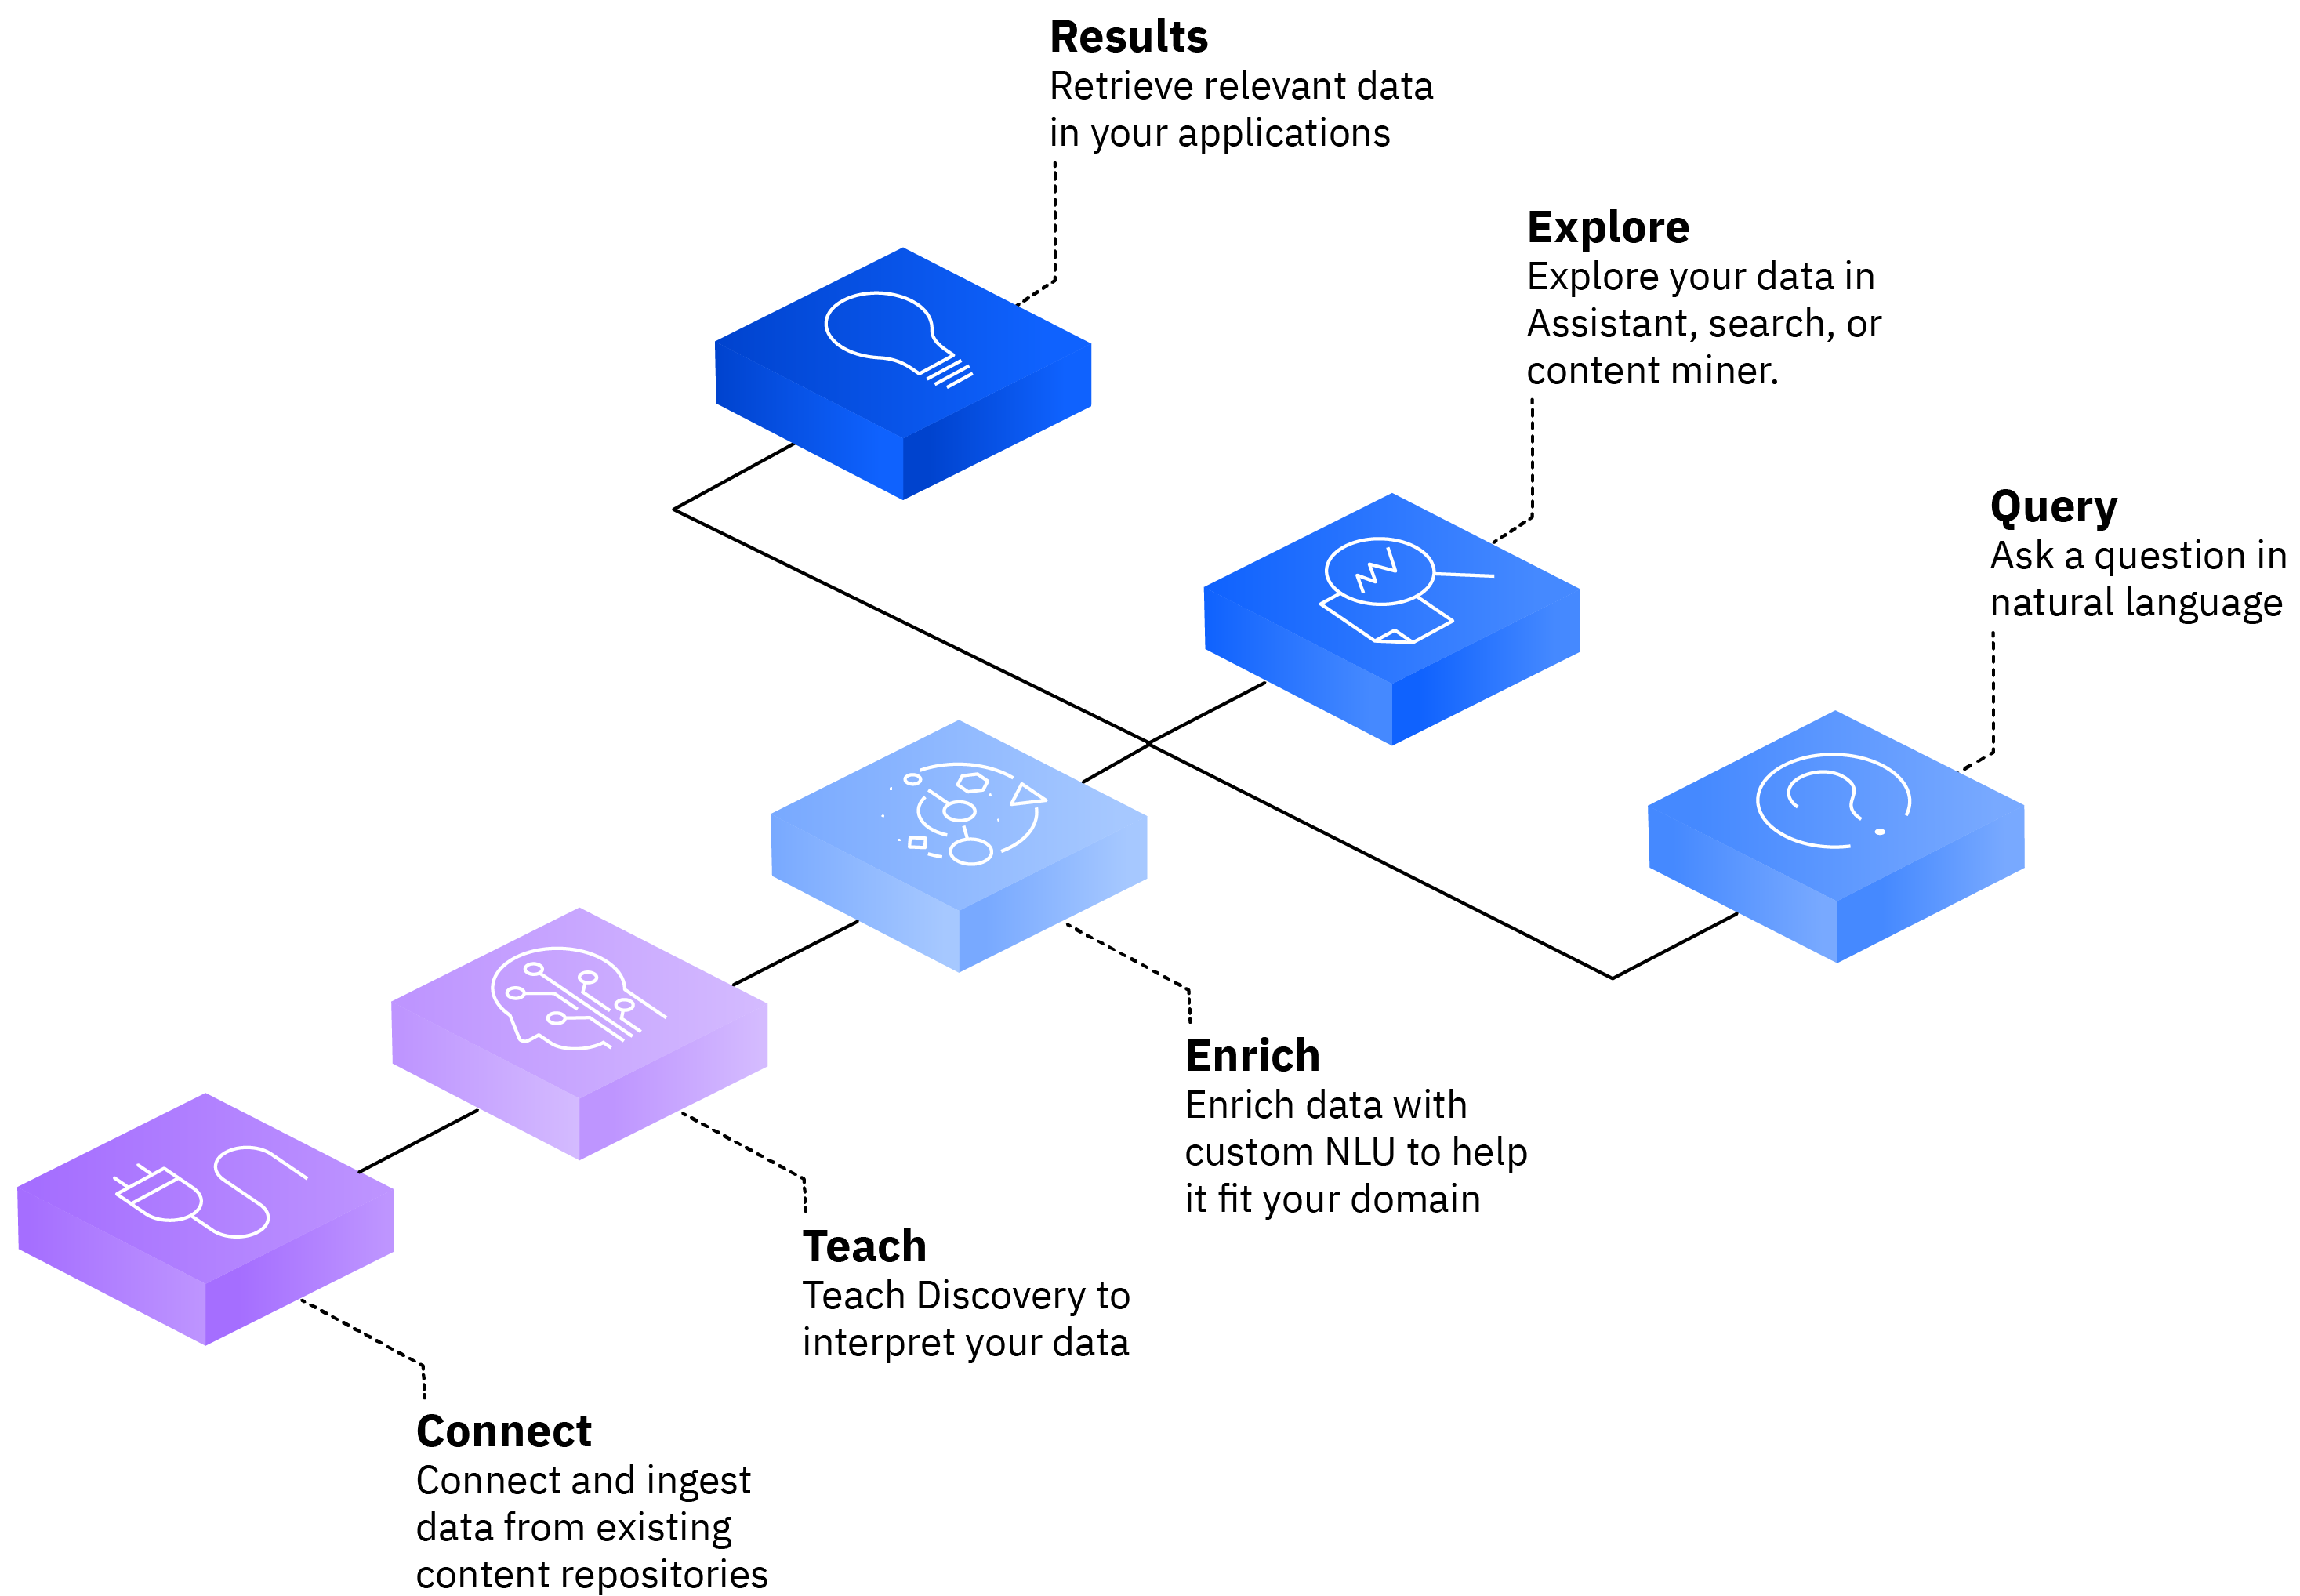 Results
Retrieve relevant data
in your applications
Explore
Explore your data in
Assistant, search, or
content miner.
Query
Ask a question in
natural language
Enrich
Enrich data with
custom NLU to help
it fit your domain
Teach
Teach Discovery to
interpret your data
Connect
Connect and ingest
data from existing
content repositories